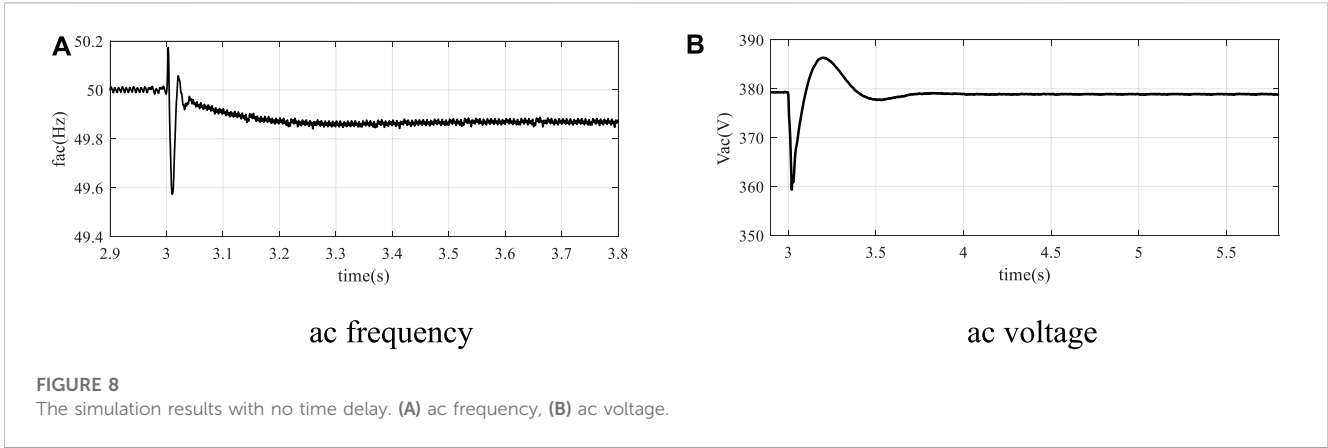 A
50.2
50
49.8
49.6
49.4
fac(Hz)
2.9 3 3.1 3.2 3.3 3.4 3.5 3.6 3.7 3.8
time(s)
ac frequency
B
390
380
370
360
350
Vac(V)
3 3.5 4 4.5 5 5.5
time(s)
ac voltage
FIGURE 8
The simulation results with no time delay. (A) ac frequency, (B) ac voltage.